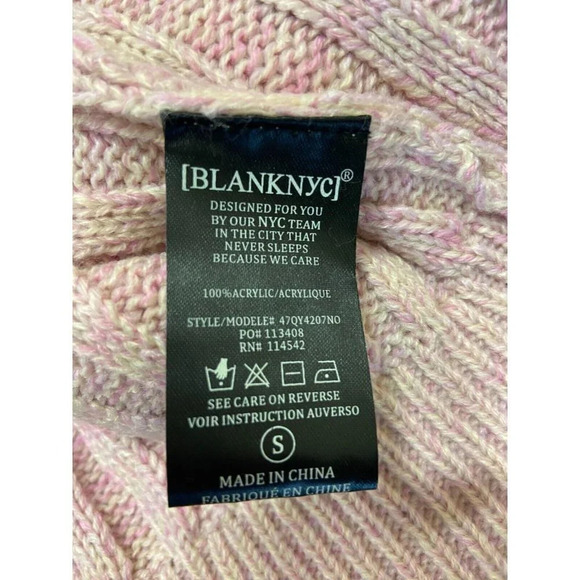 [BLANKNYC]®
DESIGNED FOR YOU
BY OUR NYC TEAM
IN THE CITY THAT
NEVER SLEEPS
BECAUSE WE CARE
100%ACRYLIC/ACRYLIQUE
STYLE/MODELE# 47QY4207NO
PO# 113408
RN# 114542
SEE CARE ON REVERSE
VOIR INSTRUCTION AUVERSO
S
MADE IN CHINA
FABRIQUÉ EN CHINE